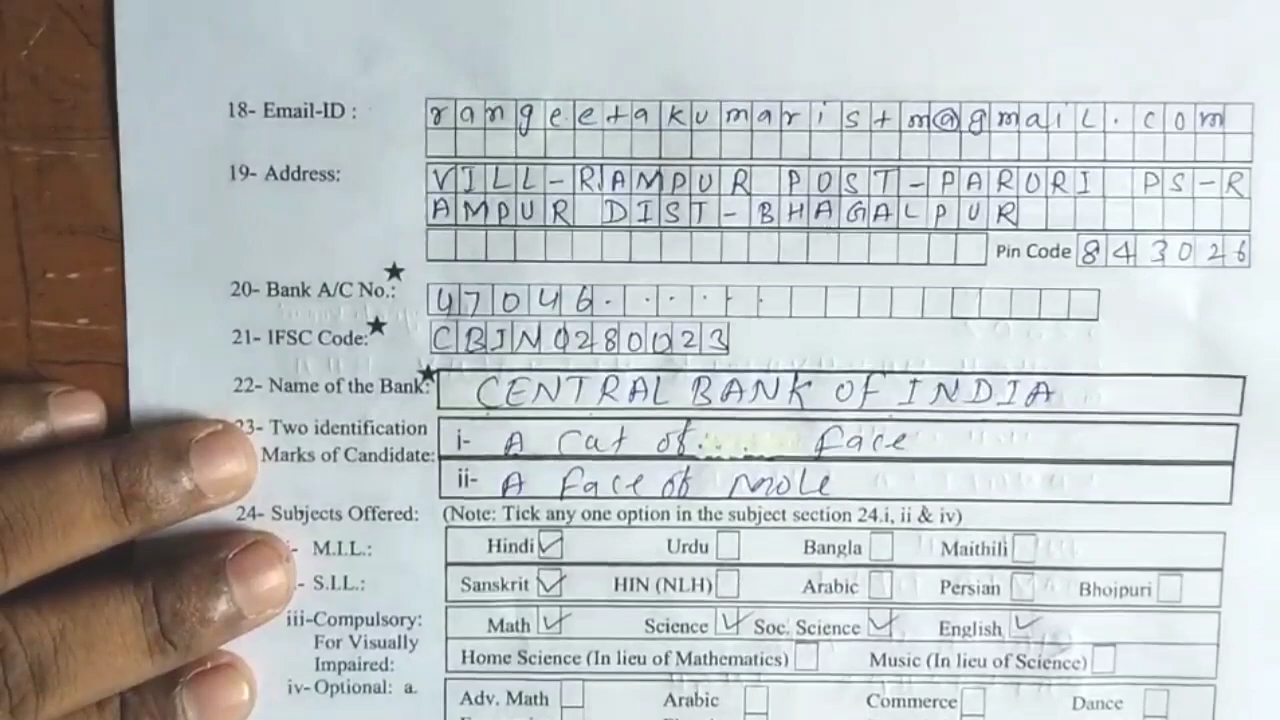 18- Email-ID : rangeetakumaristm@gmail.com
19- Address: VILL-RAMPUR POST-PARORI PS-R
AMPUR DIST-BHAGALPUR
Pin Code 843026
20- Bank A/C No.: 47046.....
21- IFSC Code: CBIN0280023
22- Name of the Bank: CENTRAL BANK OF INDIA
23- Two identification i- A cut of..... face
Marks of Candidate: ii- A face of mole
24- Subjects Offered: (Note: Tick any one option in the subject section 24.i, ii & iv)
M.I.L.: Hindi Urdu Bangla Maithili
S.I.L.: Sanskrit HIN (NLH) Arabic Persian Bhojpuri
iii-Compulsory: Math Science Soc. Science English
For Visually
Impaired: Home Science (In lieu of Mathematics) Music (In lieu of Science)
iv- Optional: a. Adv. Math Arabic Commerce Dance